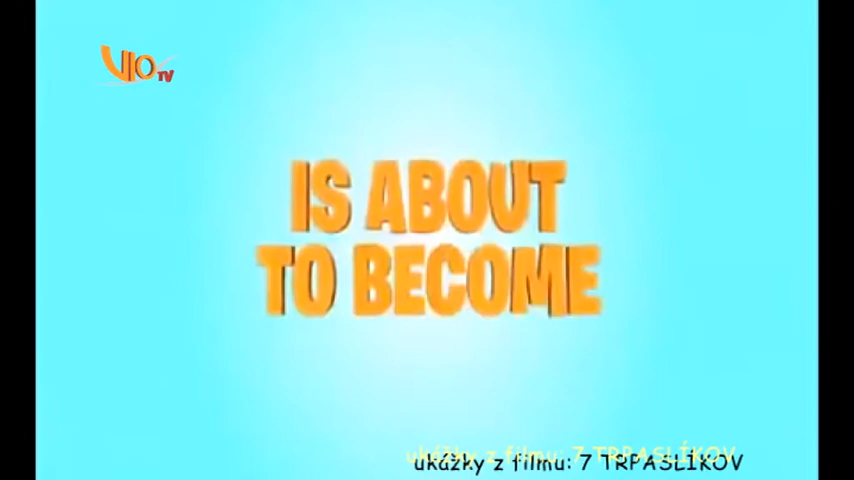 VIO TV
IS ABOUT
TO BECOME
ukážky z filmu: 7 TRPASLÍKOV